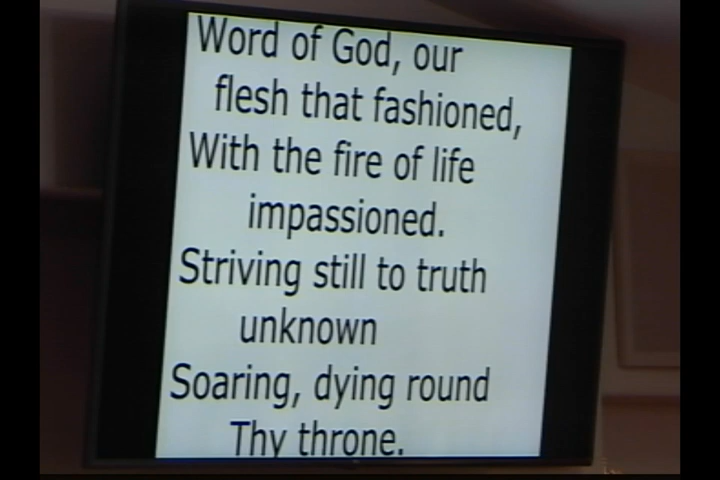 Word of God, our
flesh that fashioned,
With the fire of life
impassioned.
Striving still to truth
unknown
Soaring, dying round
Thy throne.